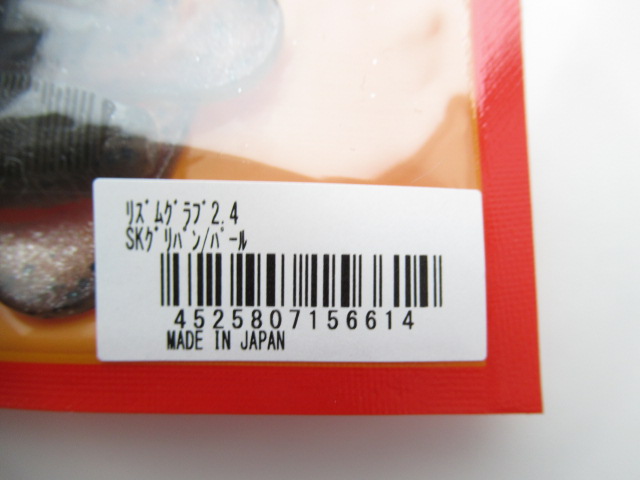 ﾘｽﾞﾑｸﾞﾗﾌﾞ2.4
SKｸﾞﾘﾊﾟﾝ/ﾊﾟｰﾙ
4525807156614
MADE IN JAPAN